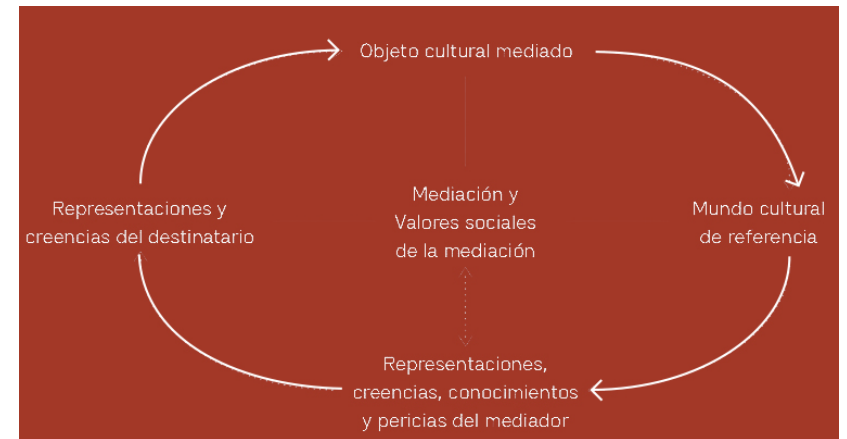 Objeto cultural mediado
Representaciones y
creencias del destinatario
Mediación y
Valores sociales
de la mediación
Mundo cultural
de referencia
Representaciones,
creencias, conocimientos
y pericias del mediador